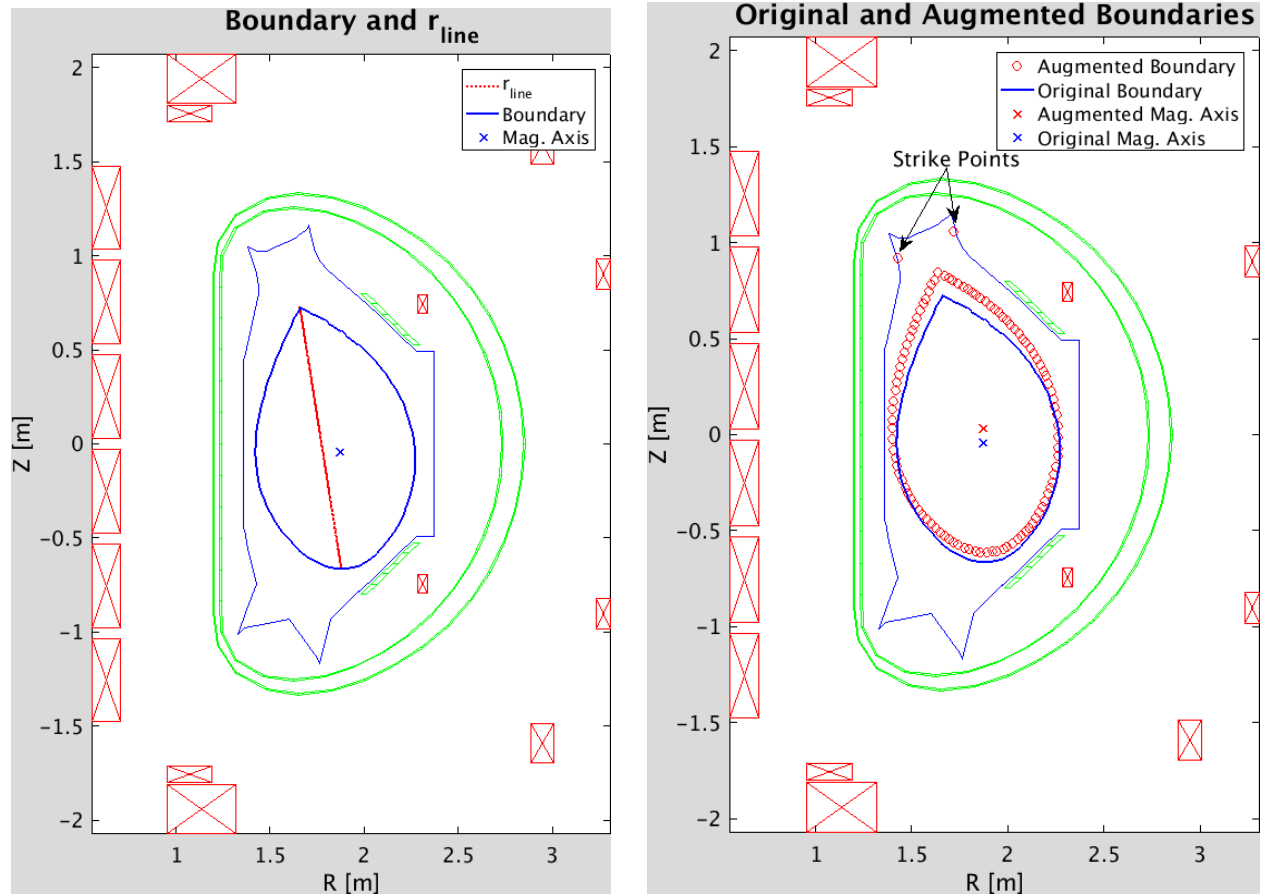 Boundary and r_line
r_line
Boundary
Mag. Axis
2
1.5
1
0.5
0
-0.5
-1
-1.5
-2
Z [m]
1
1.5
2
2.5
3
R [m]
Original and Augmented Boundaries
Augmented Boundary
Original Boundary
Augmented Mag. Axis
Original Mag. Axis
Strike Points
2
1.5
1
0.5
0
-0.5
-1
-1.5
-2
Z [m]
1
1.5
2
2.5
3
R [m]